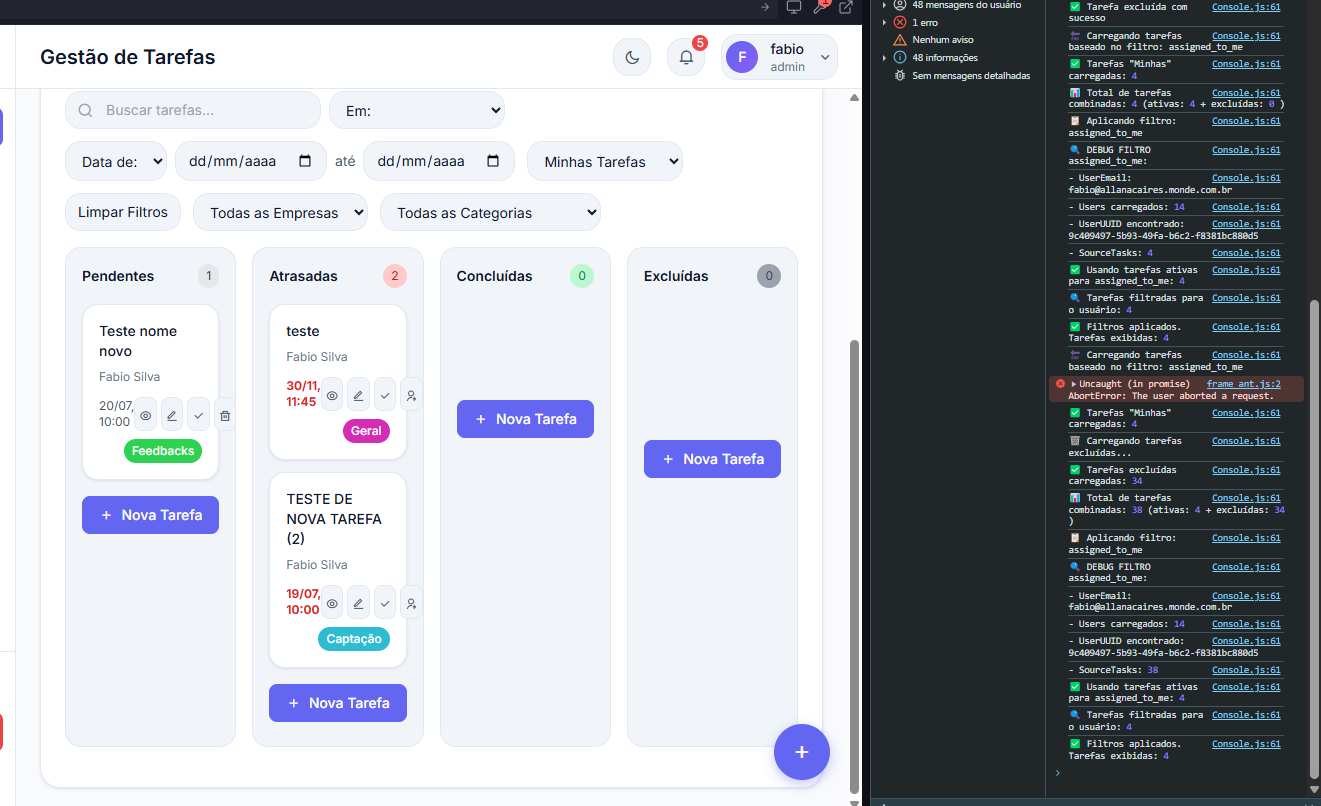 Gestão de Tarefas
5
F
fabio
admin
Buscar tarefas...
Em:
Data de:
dd/mm/aaaa
até
dd/mm/aaaa
Minhas Tarefas
Limpar Filtros
Todas as Empresas
Todas as Categorias
Pendentes
1
Teste nome
novo
Fabio Silva
20/07,
10:00
Feedbacks
+ Nova Tarefa
Atrasadas
2
teste
Fabio Silva
30/11,
11:45
Geral
TESTE DE
NOVA TAREFA
(2)
Fabio Silva
19/07,
10:00
Captação
+ Nova Tarefa
Concluídas
0
+ Nova Tarefa
Excluídas
0
+ Nova Tarefa
+
48 mensagens do usuário
1 erro
Nenhum aviso
48 informações
Sem mensagens detalhadas
Tarefa excluída com Console.js:61
sucesso
Carregando tarefas Console.js:61
baseado no filtro: assigned_to_me
Tarefas "Minhas" Console.js:61
carregadas: 4
Total de tarefas Console.js:61
combinadas: 4 (ativas: 4 + excluídas: 0 )
Aplicando filtro: Console.js:61
assigned_to_me
DEBUG FILTRO Console.js:61
assigned_to_me:
- UserEmail: Console.js:61
fabio@allanacaires.monde.com.br
- Users carregados: 14 Console.js:61
- UserUUID encontrado: Console.js:61
9c409497-5b93-49fa-b6c2-f8381bc880d5
- SourceTasks: 4 Console.js:61
Usando tarefas ativas Console.js:61
para assigned_to_me: 4
Tarefas filtradas para Console.js:61
o usuário: 4
Filtros aplicados. Console.js:61
Tarefas exibidas: 4
Carregando tarefas Console.js:61
baseado no filtro: assigned_to_me
Uncaught (in promise) frame_ant.js:2
AbortError: The user aborted a request.
Tarefas "Minhas" Console.js:61
carregadas: 4
Carregando tarefas Console.js:61
excluídas...
Tarefas excluídas Console.js:61
carregadas: 34
Total de tarefas Console.js:61
combinadas: 38 (ativas: 4 + excluídas: 34
)
Aplicando filtro: Console.js:61
assigned_to_me
DEBUG FILTRO Console.js:61
assigned_to_me:
- UserEmail: Console.js:61
fabio@allanacaires.monde.com.br
- Users carregados: 14 Console.js:61
- UserUUID encontrado: Console.js:61
9c409497-5b93-49fa-b6c2-f8381bc880d5
- SourceTasks: 38 Console.js:61
Usando tarefas ativas Console.js:61
para assigned_to_me: 4
Tarefas filtradas para Console.js:61
o usuário: 4
Filtros aplicados. Console.js:61
Tarefas exibidas: 4